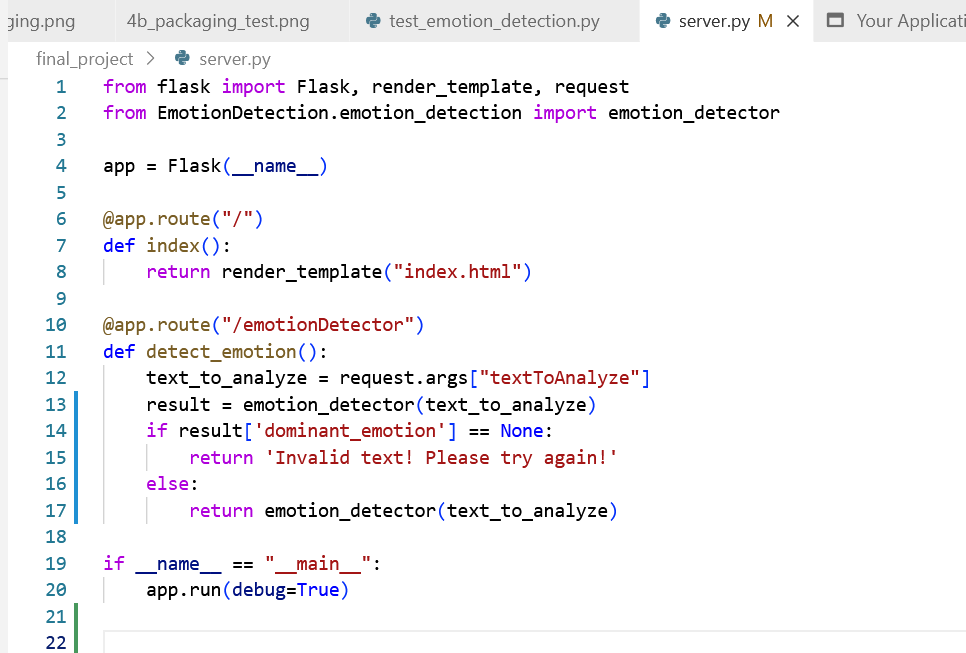 ging.png 4b_packaging_test.png test_emotion_detection.py server.py M Your Applicati
final_project > server.py
1 from flask import Flask, render_template, request
2 from EmotionDetection.emotion_detection import emotion_detector
3
4 app = Flask(__name__)
5
6 @app.route("/")
7 def index():
8     return render_template("index.html")
9
10 @app.route("/emotionDetector")
11 def detect_emotion():
12     text_to_analyze = request.args["textToAnalyze"]
13     result = emotion_detector(text_to_analyze)
14     if result['dominant_emotion'] == None:
15         return 'Invalid text! Please try again!'
16     else:
17         return emotion_detector(text_to_analyze)
18
19 if __name__ == "__main__":
20     app.run(debug=True)
21
22